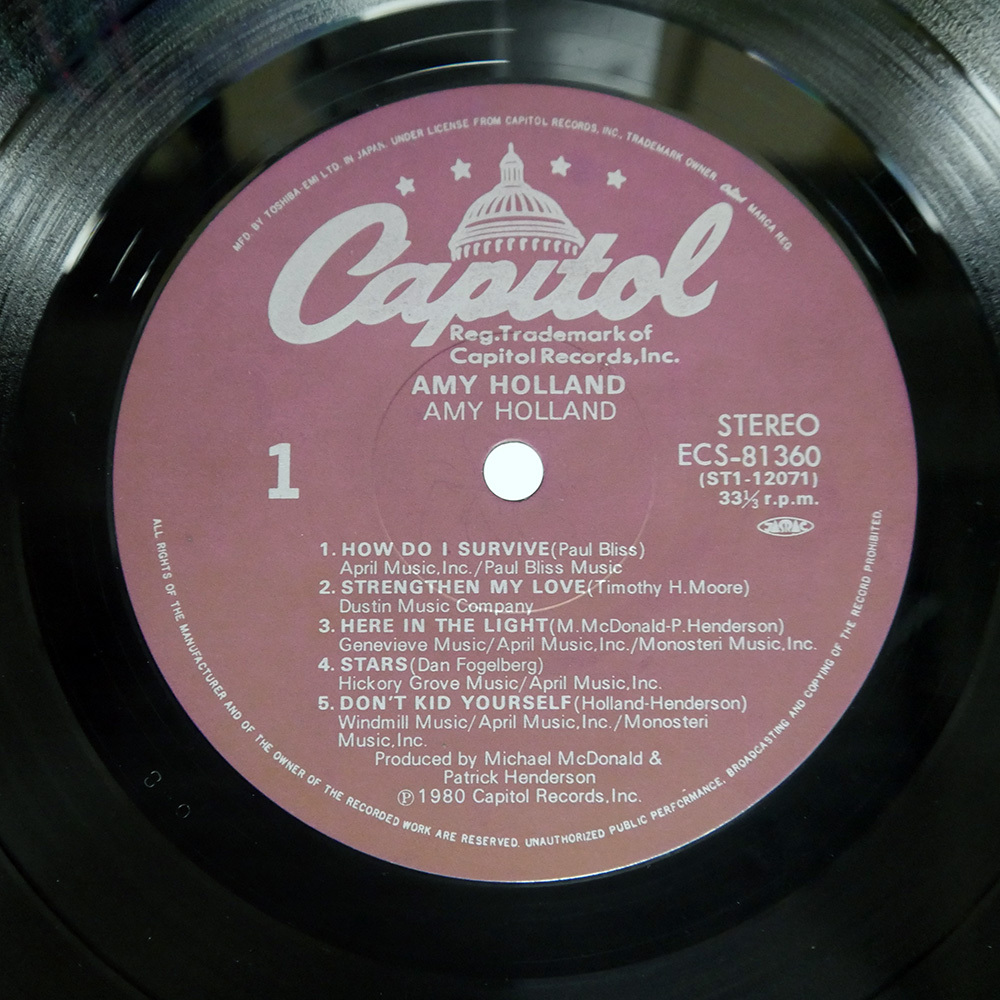 MFD. BY TOSHIBA-EMI LTD. IN JAPAN. UNDER LICENSE FROM CAPITOL RECORDS, INC., TRADEMARK OWNER. Capitol MARCA REG.
Capitol
Reg.Trademark of
Capitol Records,Inc.
AMY HOLLAND
AMY HOLLAND
1
STEREO
ECS-81360
(ST1-12071)
33⅓ r.p.m.
JASRAC
1. HOW DO I SURVIVE(Paul Bliss)
April Music,Inc./Paul Bliss Music
2. STRENGTHEN MY LOVE(Timothy H.Moore)
Dustin Music Company
3. HERE IN THE LIGHT(M.McDonald-P.Henderson)
Genevieve Music/April Music,Inc./Monosteri Music,Inc.
4. STARS(Dan Fogelberg)
Hickory Grove Music/April Music,Inc.
5. DON'T KID YOURSELF(Holland-Henderson)
Windmill Music/April Music,Inc./Monosteri
Music,Inc.
Produced by Michael McDonald &
Patrick Henderson
Ⓟ1980 Capitol Records,Inc.
ALL RIGHTS OF THE MANUFACTURER AND OF THE OWNER OF THE RECORDED WORK ARE RESERVED. UNAUTHORIZED PUBLIC PERFORMANCE, BROADCASTING AND COPYING OF THE RECORD PROHIBITED.